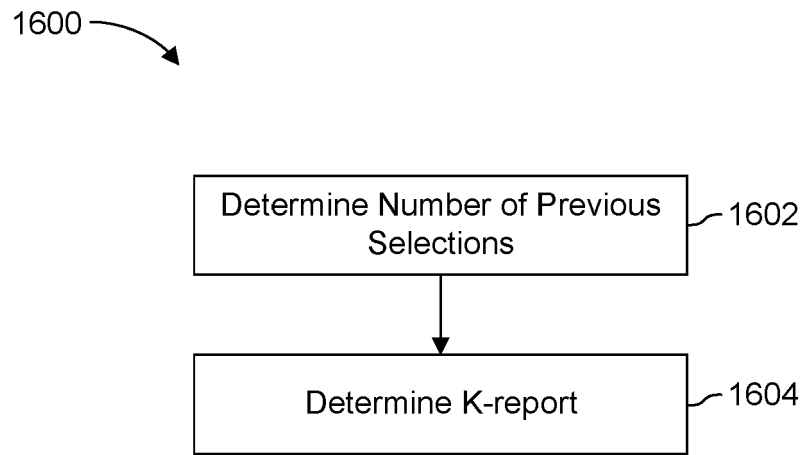 1600
Determine Number of Previous
Selections
1602
Determine K-report
1604